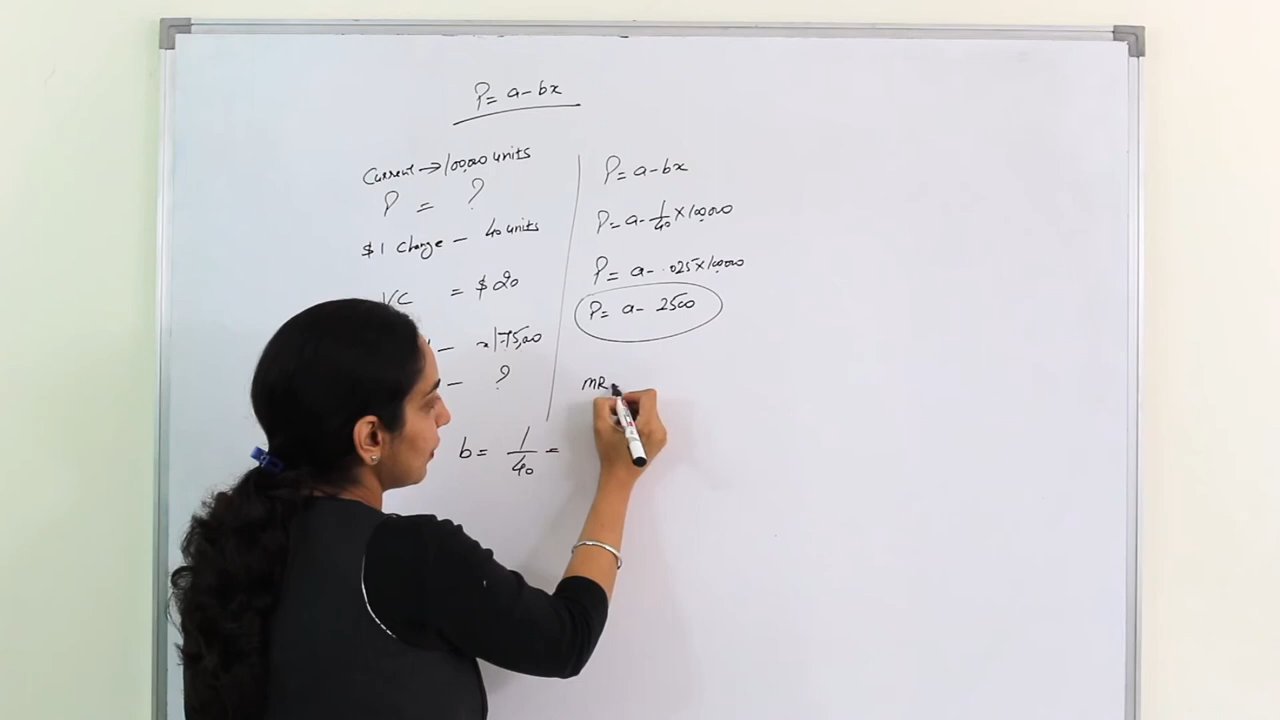 P = a - bx
Current → 100,000 units
P = ?
$1 change - 40 units
VC = $20
-
- ?
b = 1/40 =
P = a - bx
P = a - 1/40 × 100,000
P = a - .025 × 100,000
P = a - 2500
MR